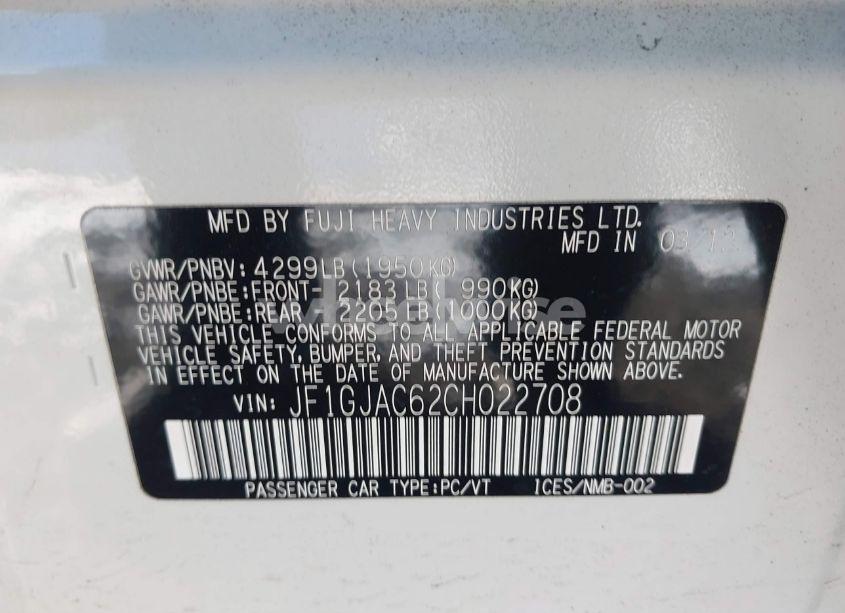 MFD BY FUJI HEAVY INDUSTRIES LTD.
MFD IN 03/12
GVWR/PNBV: 4299LB(1950KG)
GAWR/PNBE:FRONT- 2183LB( 990KG)
GAWR/PNBE:REAR - 2205LB(1000KG)
THIS VEHICLE CONFORMS TO ALL APPLICABLE FEDERAL MOTOR
VEHICLE SAFETY, BUMPER, AND THEFT PREVENTION STANDARDS
IN EFFECT ON THE DATE OF MANUFACTURE SHOWN ABOVE.
VIN: JF1GJAC62CH022708
PASSENGER CAR TYPE:PC/VT ICES/NMB-002